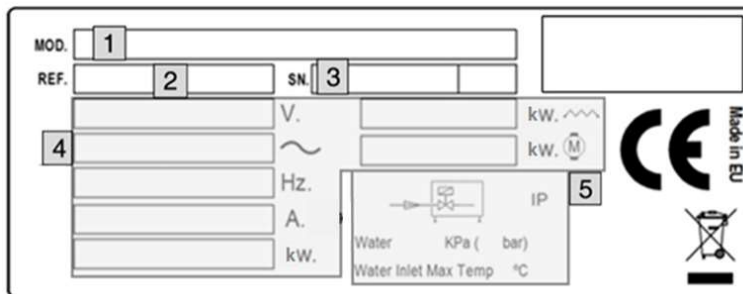 MOD. 1
REF. 2 SN. 3
V. kW.
4 kW. M
Hz. 5
IP
A.
Water KPa ( bar)
kW.
Water Inlet Max Temp ºC
CE
Made in EU